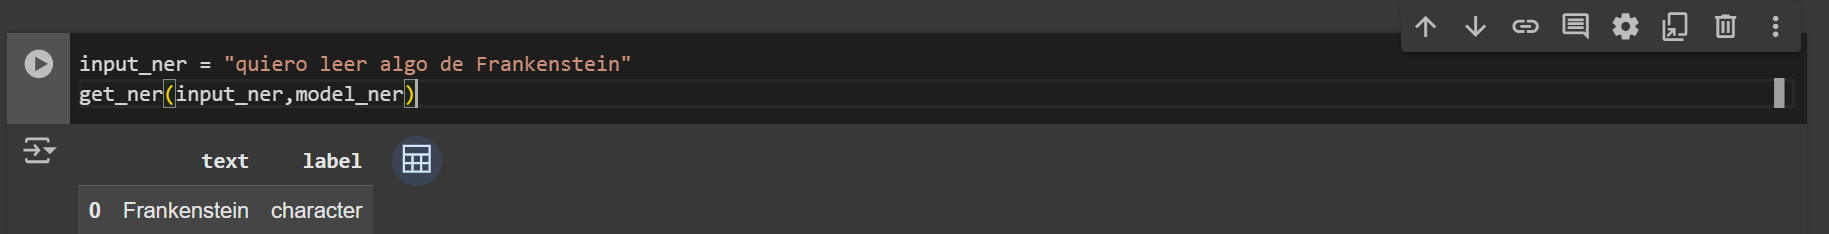 input_ner = "quiero leer algo de Frankenstein"
get_ner(input_ner,model_ner)
text label
0 Frankenstein character